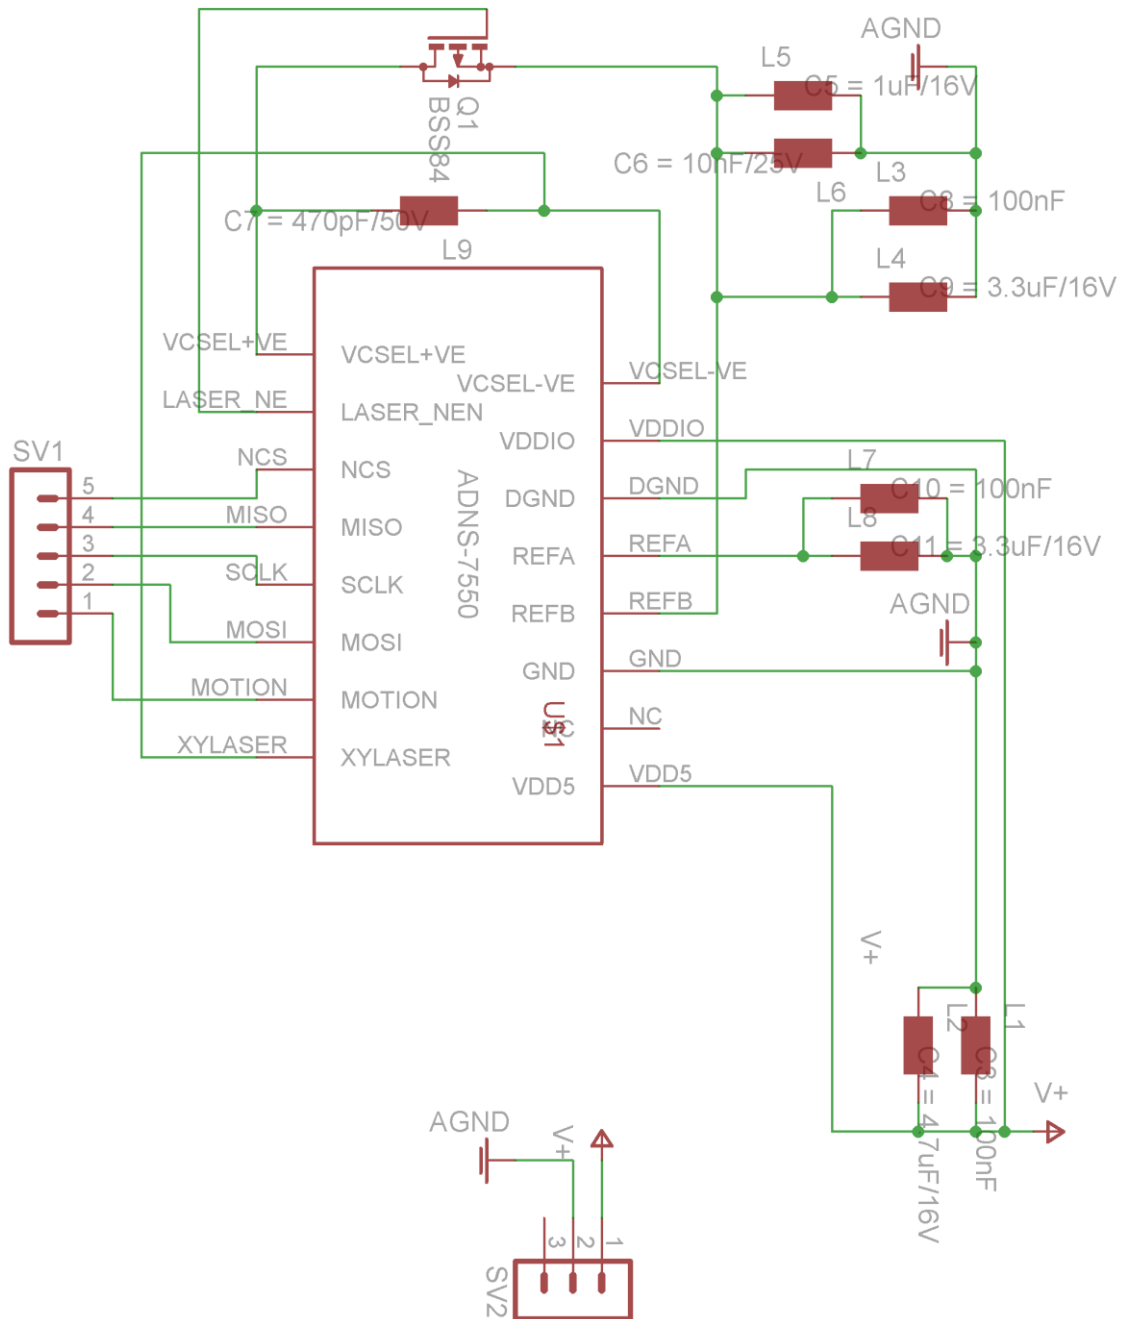 AGND
L5
C5 = 1uF/16V
Q1
BSS84
C6 = 10nF/25V
L3
L6
C8 = 100nF
C7 = 470pF/50V
L9
L4
C9 = 3.3uF/16V
VCSEL+VE
VCSEL+VE
VCSEL-VE
VCSEL-VE
LASER_NE
LASER_NEN
VDDIO
VDDIO
SV1
NCS
NCS
L7
C10 = 100nF
5
DGND
DGND
4
MISO
MISO
L8
3
REFA
REFA
C11 = 3.3uF/16V
2
SCLK
SCLK
ADNS-7550
1
REFB
REFB
AGND
MOSI
MOSI
GND
GND
MOTION
MOTION
U$1
NC
NC
XYLASER
XYLASER
VDD5
VDD5
V+
L2
L1
C4 = 4.7uF/16V
C3 = 100nF
V+
AGND
V+
3
2
1
SV2